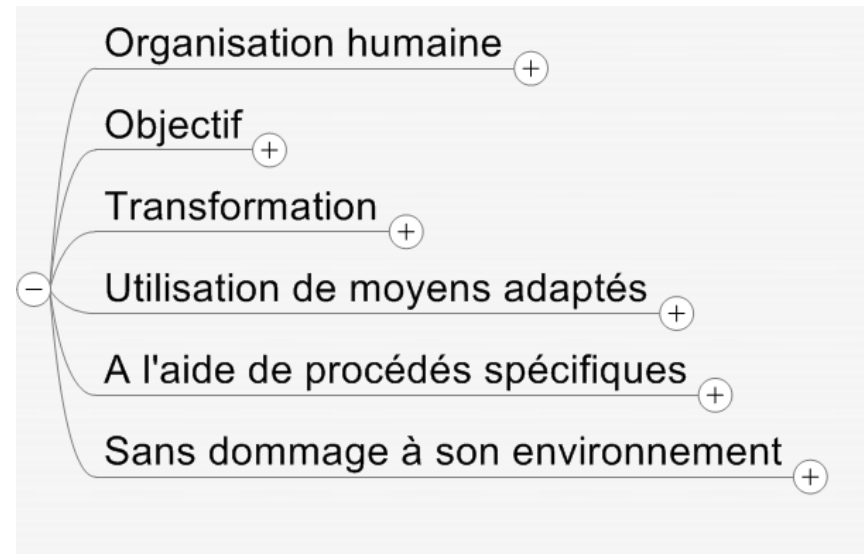 Organisation humaine
Objectif
Transformation
Utilisation de moyens adaptés
A l'aide de procédés spécifiques
Sans dommage à son environnement